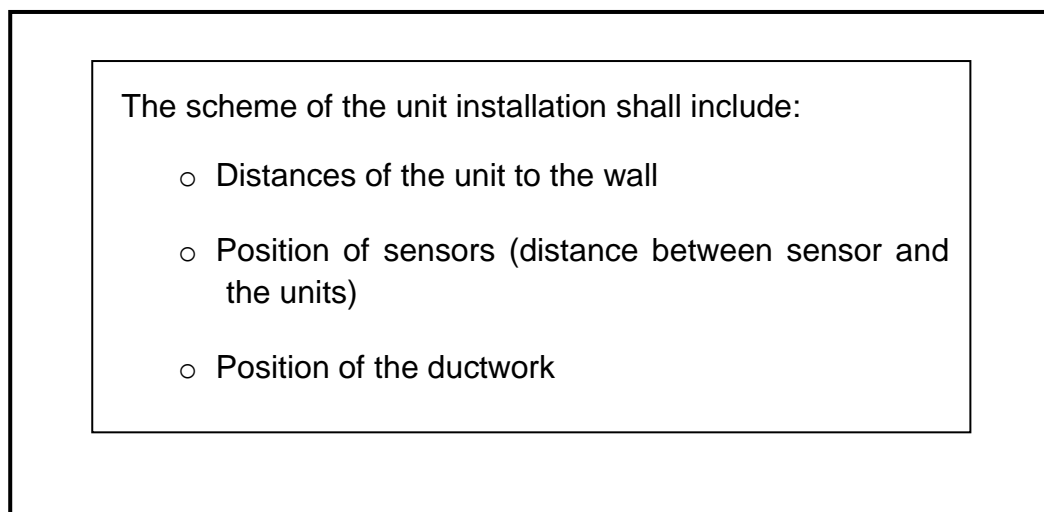 The scheme of the unit installation shall include:
o Distances of the unit to the wall
o Position of sensors (distance between sensor and
the units)
o Position of the ductwork